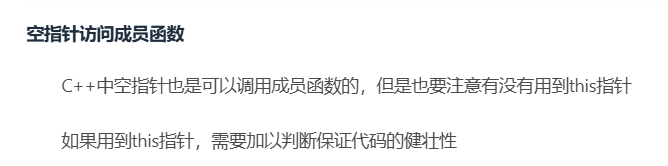 空指针访问成员函数
C++中空指针也是可以调用成员函数的，但是也要注意有没有用到this指针
如果用到this指针，需要加以判断保证代码的健壮性